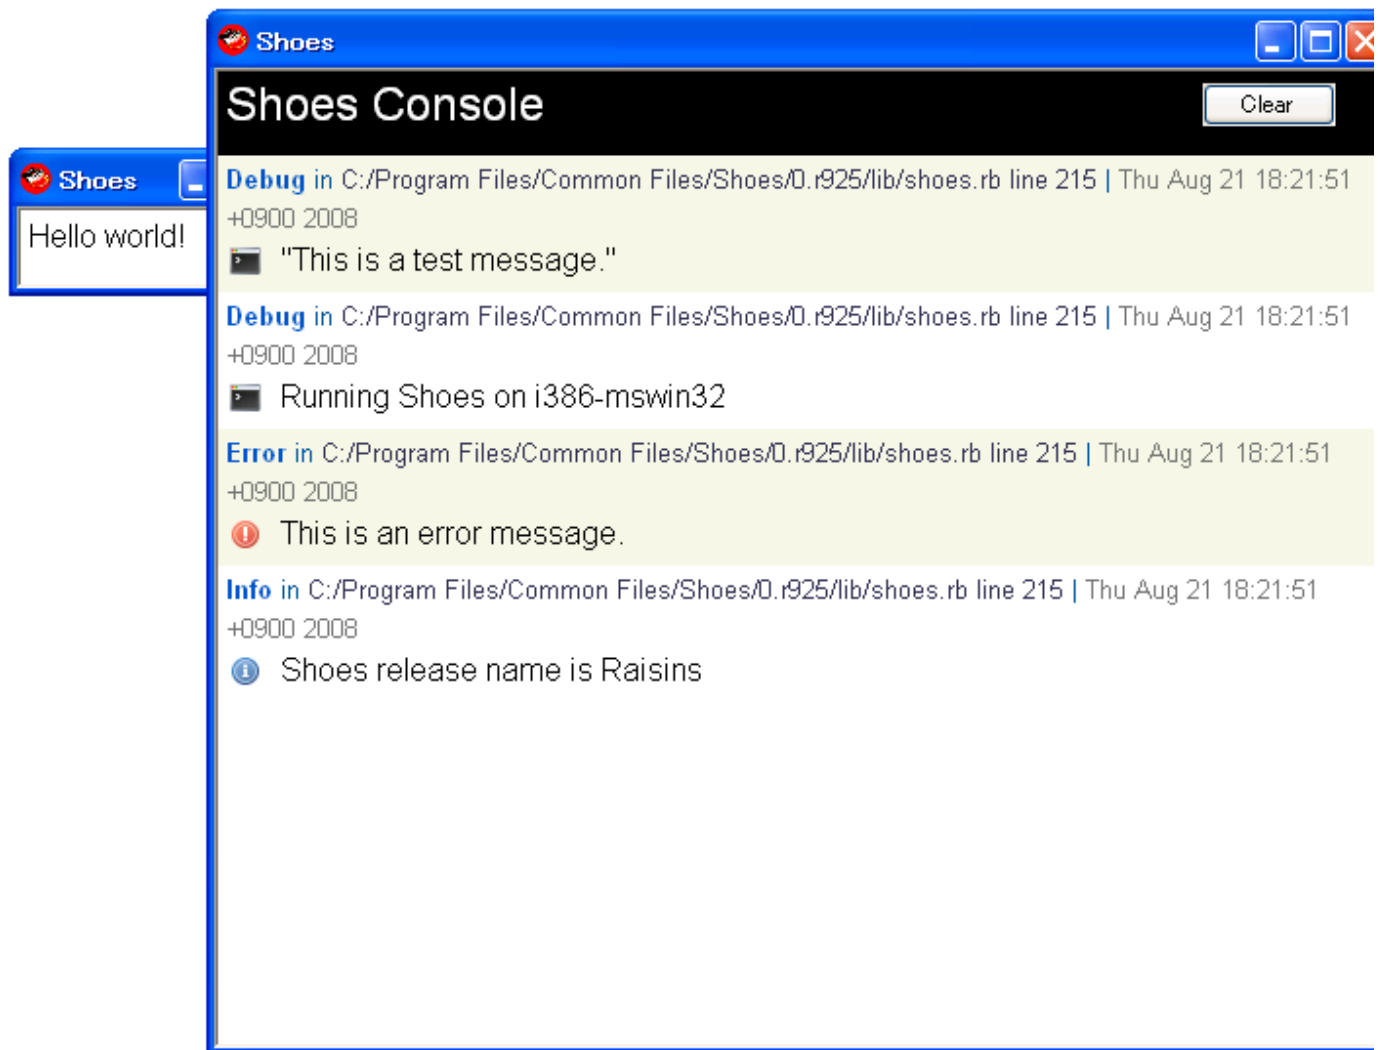 Shoes
Shoes Console
Clear
Shoes
Hello world!
Debug in C:/Program Files/Common Files/Shoes/0.r925/lib/shoes.rb line 215 | Thu Aug 21 18:21:51
+0900 2008
"This is a test message."
Debug in C:/Program Files/Common Files/Shoes/0.r925/lib/shoes.rb line 215 | Thu Aug 21 18:21:51
+0900 2008
Running Shoes on i386-mswin32
Error in C:/Program Files/Common Files/Shoes/0.r925/lib/shoes.rb line 215 | Thu Aug 21 18:21:51
+0900 2008
This is an error message.
Info in C:/Program Files/Common Files/Shoes/0.r925/lib/shoes.rb line 215 | Thu Aug 21 18:21:51
+0900 2008
Shoes release name is Raisins